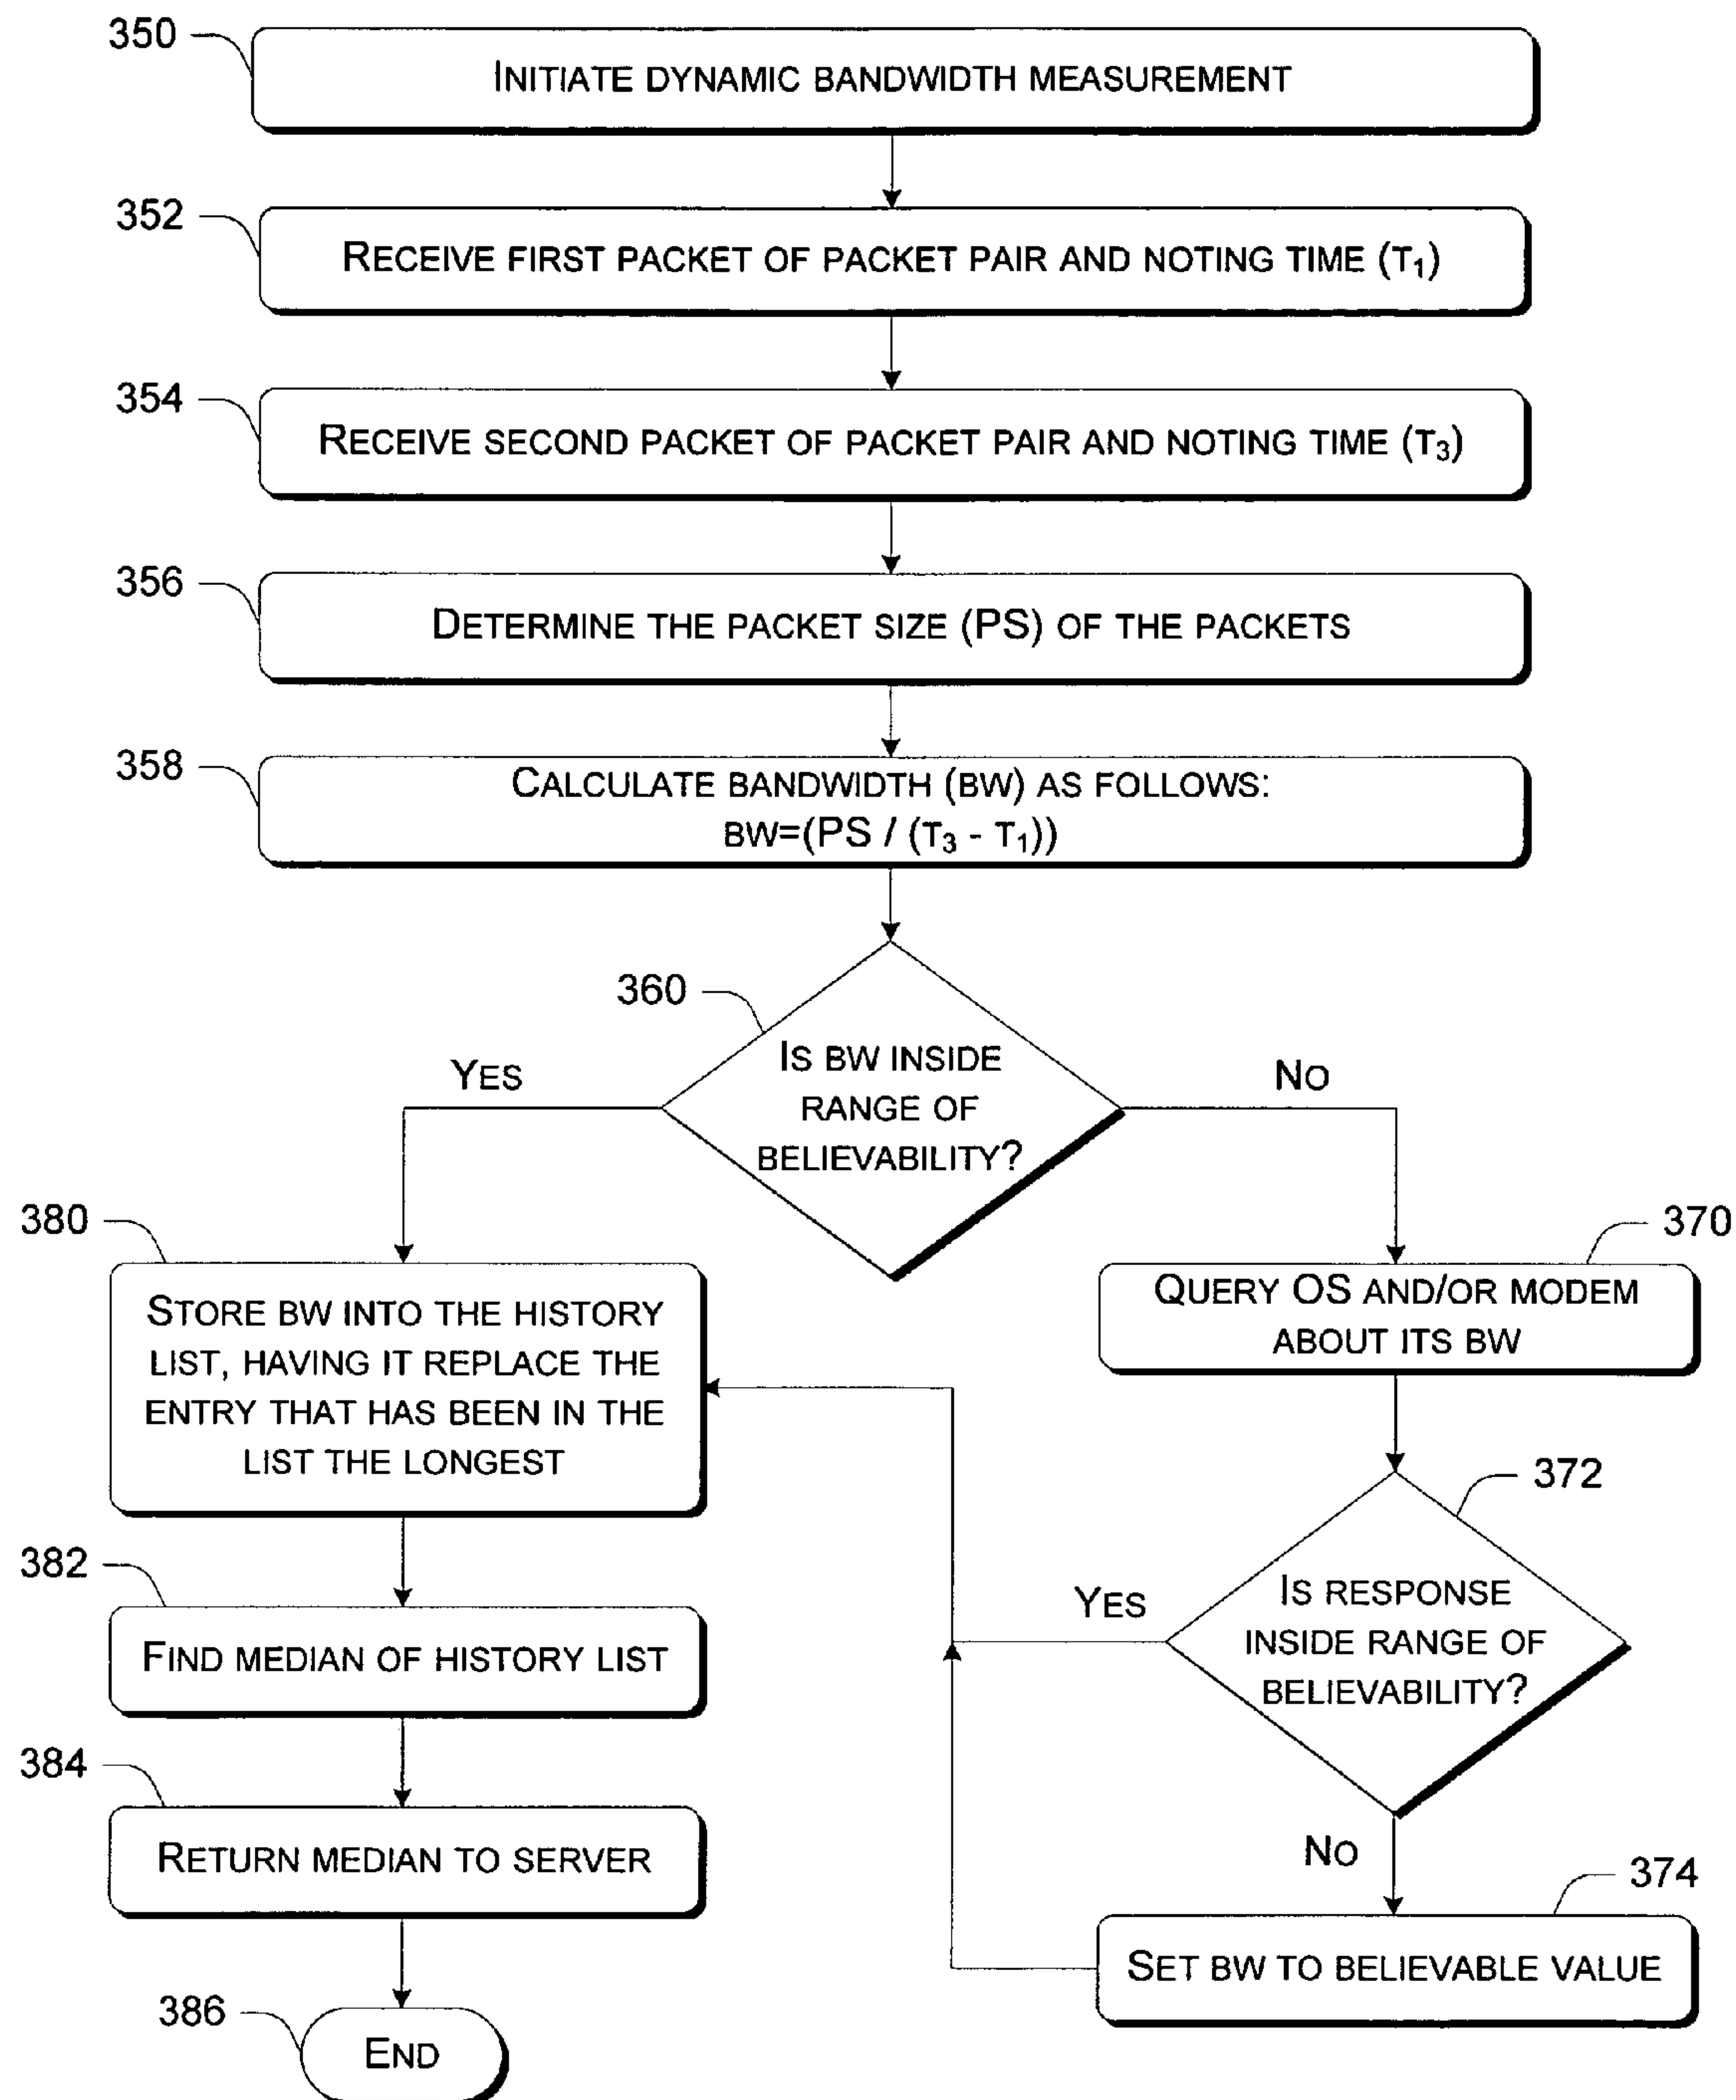 350
INITIATE DYNAMIC BANDWIDTH MEASUREMENT
352
RECEIVE FIRST PACKET OF PACKET PAIR AND NOTING TIME (T₁)
354
RECEIVE SECOND PACKET OF PACKET PAIR AND NOTING TIME (T₃)
356
DETERMINE THE PACKET SIZE (PS) OF THE PACKETS
358
CALCULATE BANDWIDTH (BW) AS FOLLOWS:
BW=(PS / (T₃ - T₁))
360
IS BW INSIDE
RANGE OF
BELIEVABILITY?
YES
NO
380
STORE BW INTO THE HISTORY
LIST, HAVING IT REPLACE THE
ENTRY THAT HAS BEEN IN THE
LIST THE LONGEST
370
QUERY OS AND/OR MODEM
ABOUT ITS BW
372
IS RESPONSE
INSIDE RANGE OF
BELIEVABILITY?
YES
NO
382
FIND MEDIAN OF HISTORY LIST
384
RETURN MEDIAN TO SERVER
374
SET BW TO BELIEVABLE VALUE
386
END